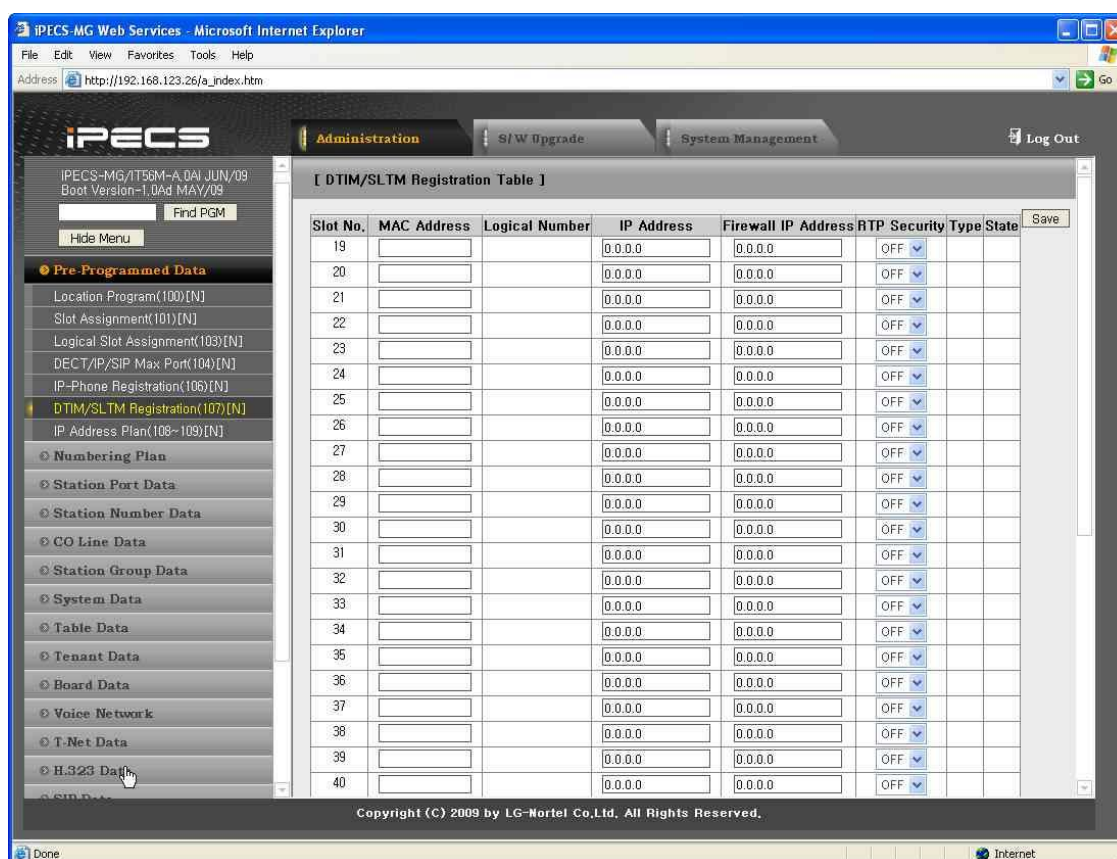 iPECS-MG Web Services - Microsoft Internet Explorer
File Edit View Favorites Tools Help
Address http://192.168.123.26/a_index.htm Go
iPECS
Administration S/W Upgrade System Management Log Out
IPECS-MG/IT56M-A.0AI JUN/09
Boot Version-1.0Ad MAY/09
Find PGM
Hide Menu
Pre-Programmed Data
Location Program(100)[N]
Slot Assignment(101)[N]
Logical Slot Assignment(103)[N]
DECT/IP/SIP Max Port(104)[N]
IP-Phone Registration(106)[N]
DTIM/SLTM Registration(107)[N]
IP Address Plan(108~109)[N]
Numbering Plan
Station Port Data
Station Number Data
CO Line Data
Station Group Data
System Data
Table Data
Tenant Data
Board Data
Voice Network
T-Net Data
H.323 Data
SIP Data
[ DTIM/SLTM Registration Table ]
Slot No. MAC Address Logical Number IP Address Firewall IP Address RTP Security Type State Save
19 0.0.0.0 0.0.0.0 OFF
20 0.0.0.0 0.0.0.0 OFF
21 0.0.0.0 0.0.0.0 OFF
22 0.0.0.0 0.0.0.0 OFF
23 0.0.0.0 0.0.0.0 OFF
24 0.0.0.0 0.0.0.0 OFF
25 0.0.0.0 0.0.0.0 OFF
26 0.0.0.0 0.0.0.0 OFF
27 0.0.0.0 0.0.0.0 OFF
28 0.0.0.0 0.0.0.0 OFF
29 0.0.0.0 0.0.0.0 OFF
30 0.0.0.0 0.0.0.0 OFF
31 0.0.0.0 0.0.0.0 OFF
32 0.0.0.0 0.0.0.0 OFF
33 0.0.0.0 0.0.0.0 OFF
34 0.0.0.0 0.0.0.0 OFF
35 0.0.0.0 0.0.0.0 OFF
36 0.0.0.0 0.0.0.0 OFF
37 0.0.0.0 0.0.0.0 OFF
38 0.0.0.0 0.0.0.0 OFF
39 0.0.0.0 0.0.0.0 OFF
40 0.0.0.0 0.0.0.0 OFF
Copyright (C) 2009 by LG-Nortel Co,Ltd, All Rights Reserved.
Done Internet